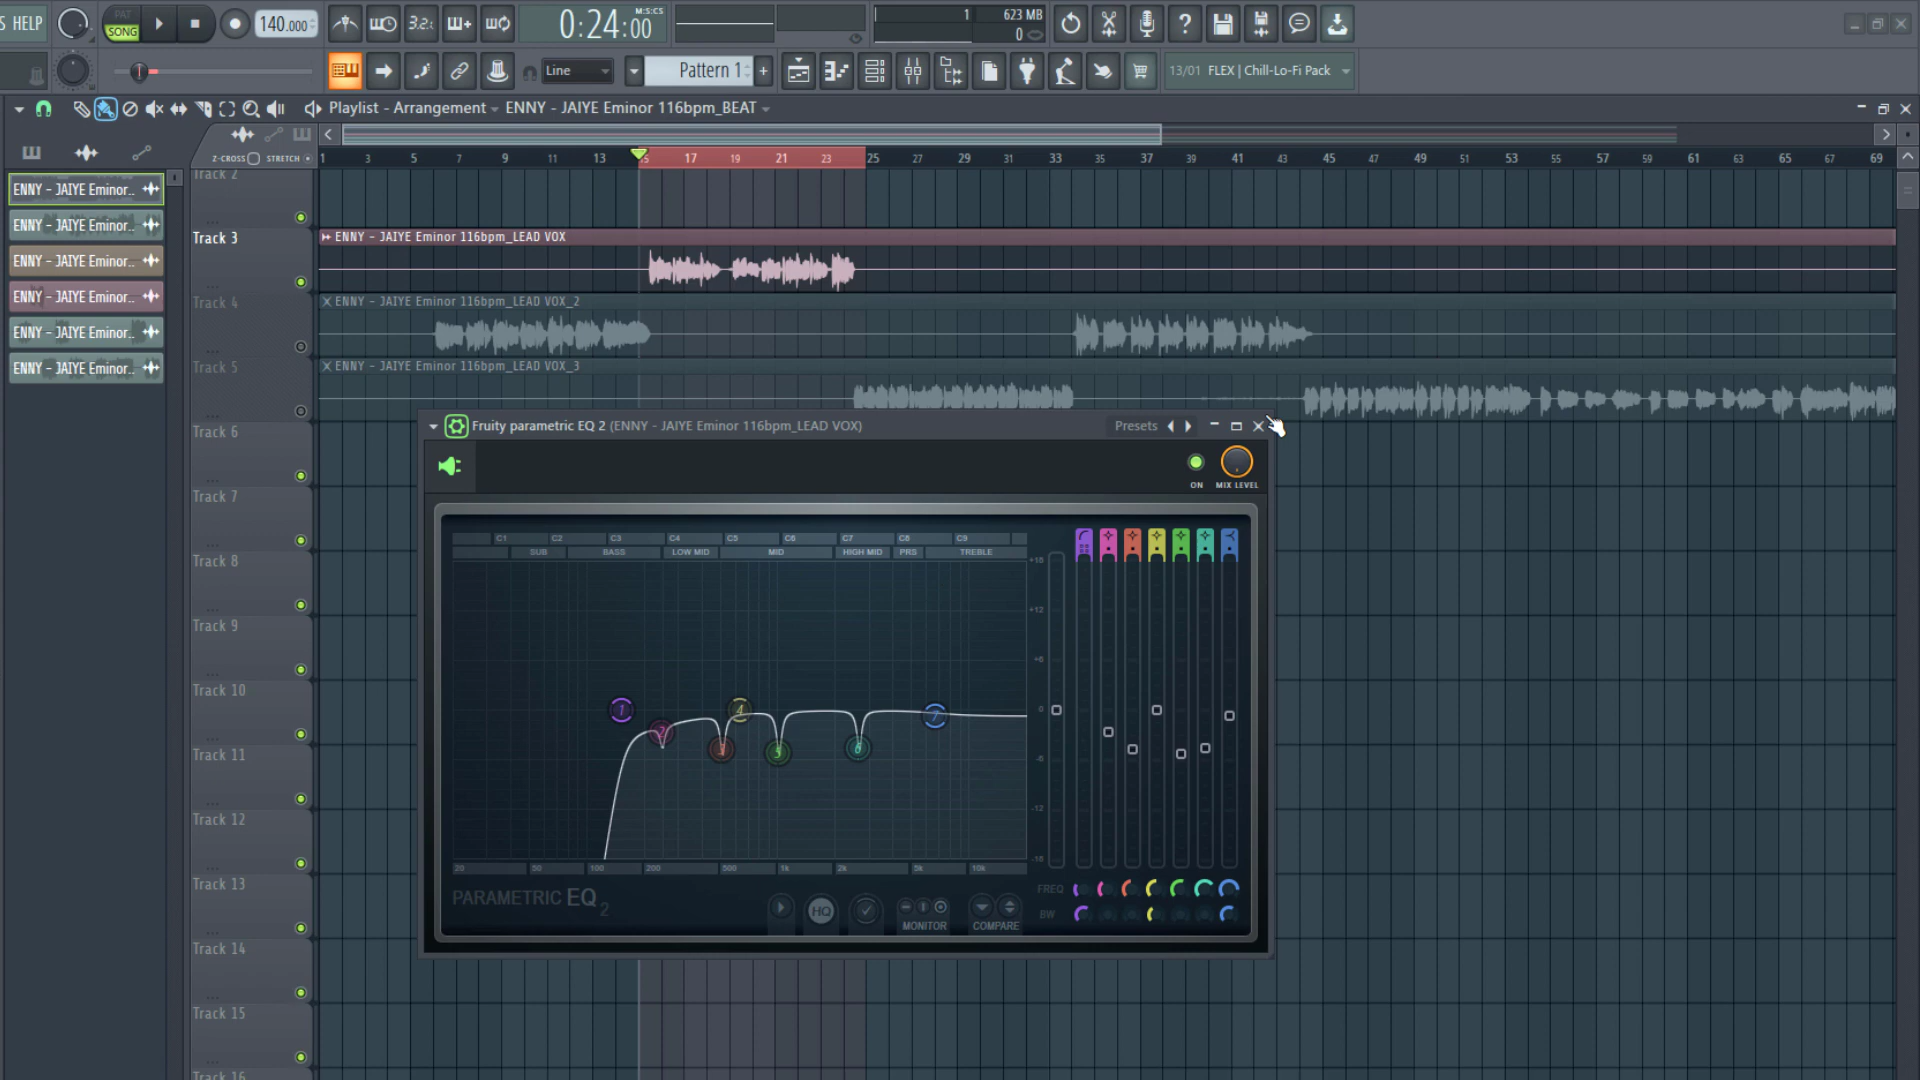 S HELP
PAT
SONG
140.000
3.2:
0:24:00
M:S:CS
1
623 MB
0
Line
Pattern 1
+
13/01 FLEX | Chill-Lo-Fi Pack
Playlist - Arrangement
ENNY - JAIYE Eminor 116bpm_BEAT
Z-CROSS
STRETCH
1 3 5 7 9 11 13 15 17 19 21 23 25 27 29 31 33 35 37 39 41 43 45 47 49 51 53 55 57 59 61 63 65 67 69
ENNY - JAIYE Eminor..
ENNY - JAIYE Eminor..
ENNY - JAIYE Eminor..
ENNY - JAIYE Eminor..
ENNY - JAIYE Eminor..
ENNY - JAIYE Eminor..
Track 2
Track 3
ENNY - JAIYE Eminor 116bpm_LEAD VOX
Track 4
ENNY - JAIYE Eminor 116bpm_LEAD VOX_2
Track 5
ENNY - JAIYE Eminor 116bpm_LEAD VOX_3
Track 6
Track 7
Track 8
Track 9
Track 10
Track 11
Track 12
Track 13
Track 14
Track 15
Track 16
Fruity parametric EQ 2 (ENNY - JAIYE Eminor 116bpm_LEAD VOX)
Presets
ON
MIX LEVEL
C1 C2 C3 C4 C5 C6 C7 C8 C9
SUB BASS LOW MID MID HIGH MID PRS TREBLE
+18
+12
+6
0
-6
-12
-18
1 2 3 4 5 6 7
20 50 100 200 500 1k 2k 5k 10k
PARAMETRIC EQ 2
HQ
MONITOR
COMPARE
FREQ
BW